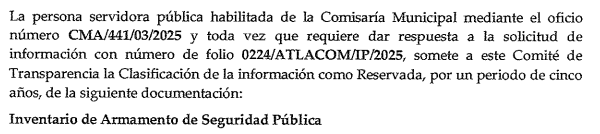 La persona servidora pública habilitada de la Comisaría Municipal mediante el oficio
número CMA/441/03/2025 y toda vez que requiere dar respuesta a la solicitud de
información con número de folio 0224/ATLACOM/IP/2025, somete a este Comité de
Transparencia la Clasificación de la información como Reservada, por un periodo de cinco
años, de la siguiente documentación:
Inventario de Armamento de Seguridad Pública